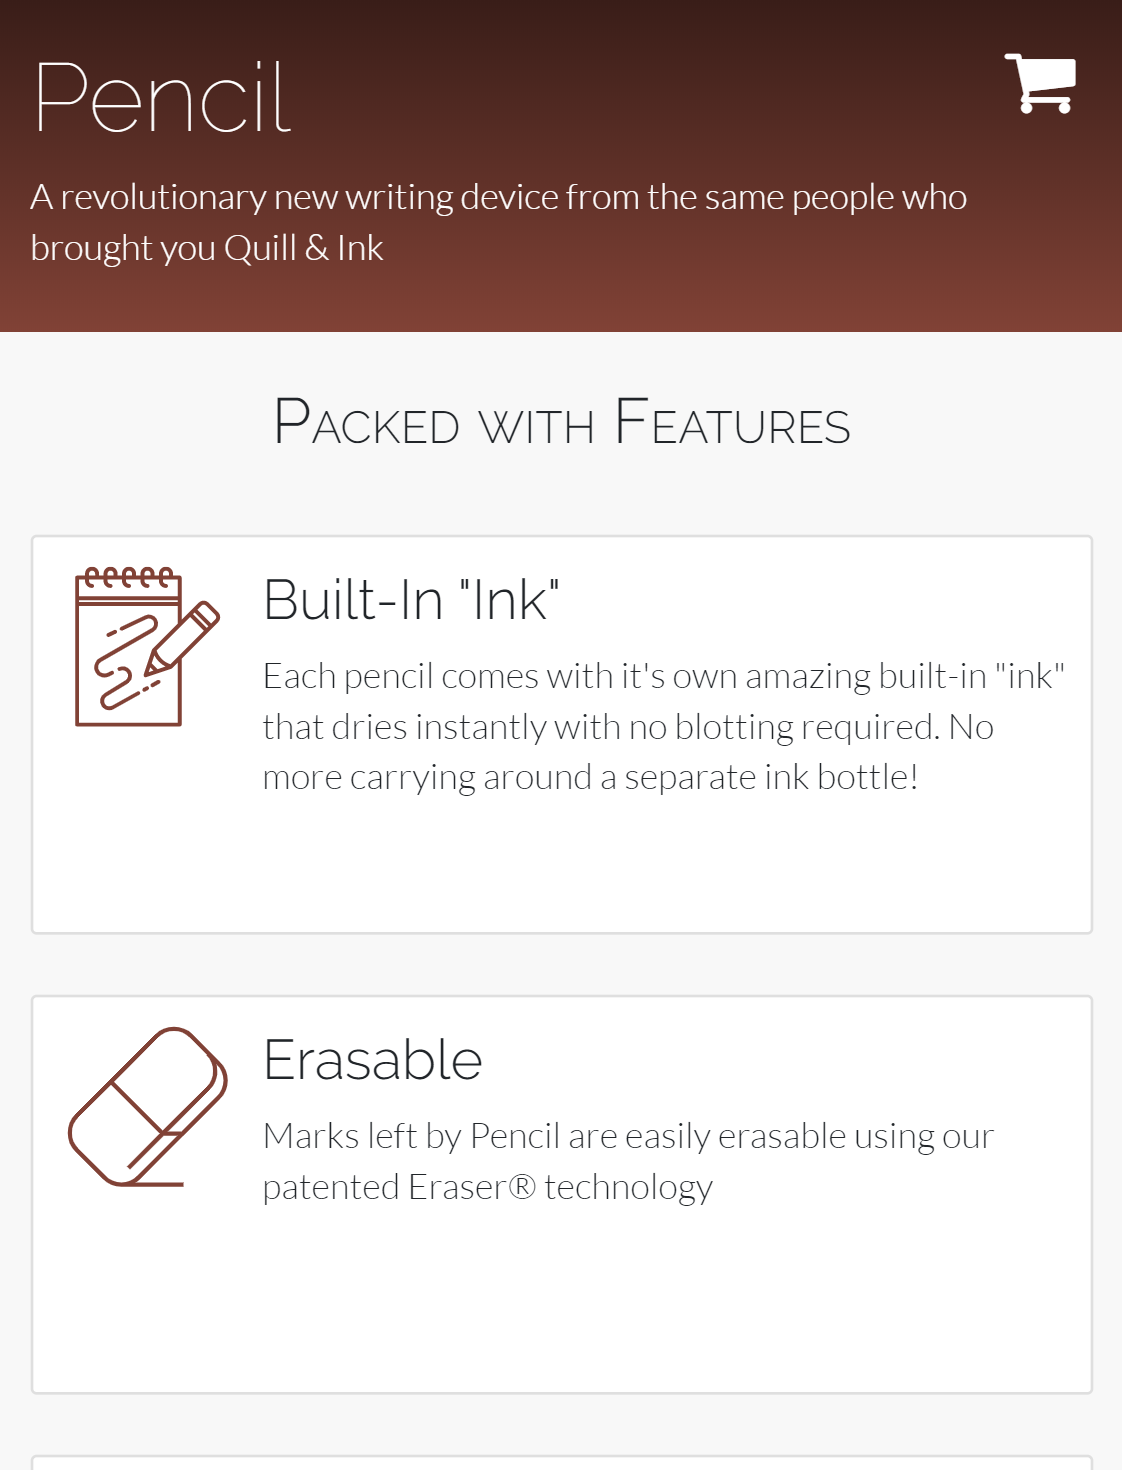 Pencil
A revolutionary new writing device from the same people who
brought you Quill & Ink
Packed with Features
Built-In "Ink"
Each pencil comes with it's own amazing built-in "ink"
that dries instantly with no blotting required. No
more carrying around a separate ink bottle!
Erasable
Marks left by Pencil are easily erasable using our
patented Eraser® technology